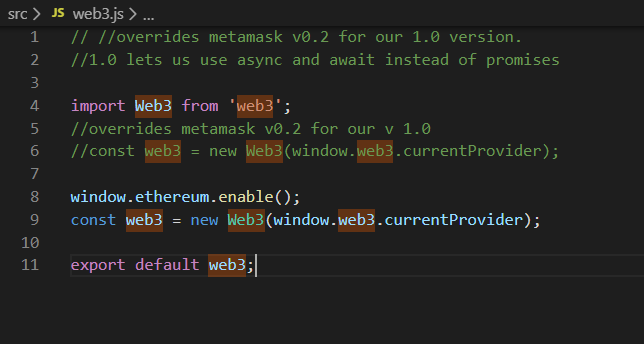 src > JS web3.js > ...
1 // //overrides metamask v0.2 for our 1.0 version.
2 //1.0 lets us use async and await instead of promises
3
4 import Web3 from 'web3';
5 //overrides metamask v0.2 for our v 1.0
6 //const web3 = new Web3(window.web3.currentProvider);
7
8 window.ethereum.enable();
9 const web3 = new Web3(window.web3.currentProvider);
10
11 export default web3;